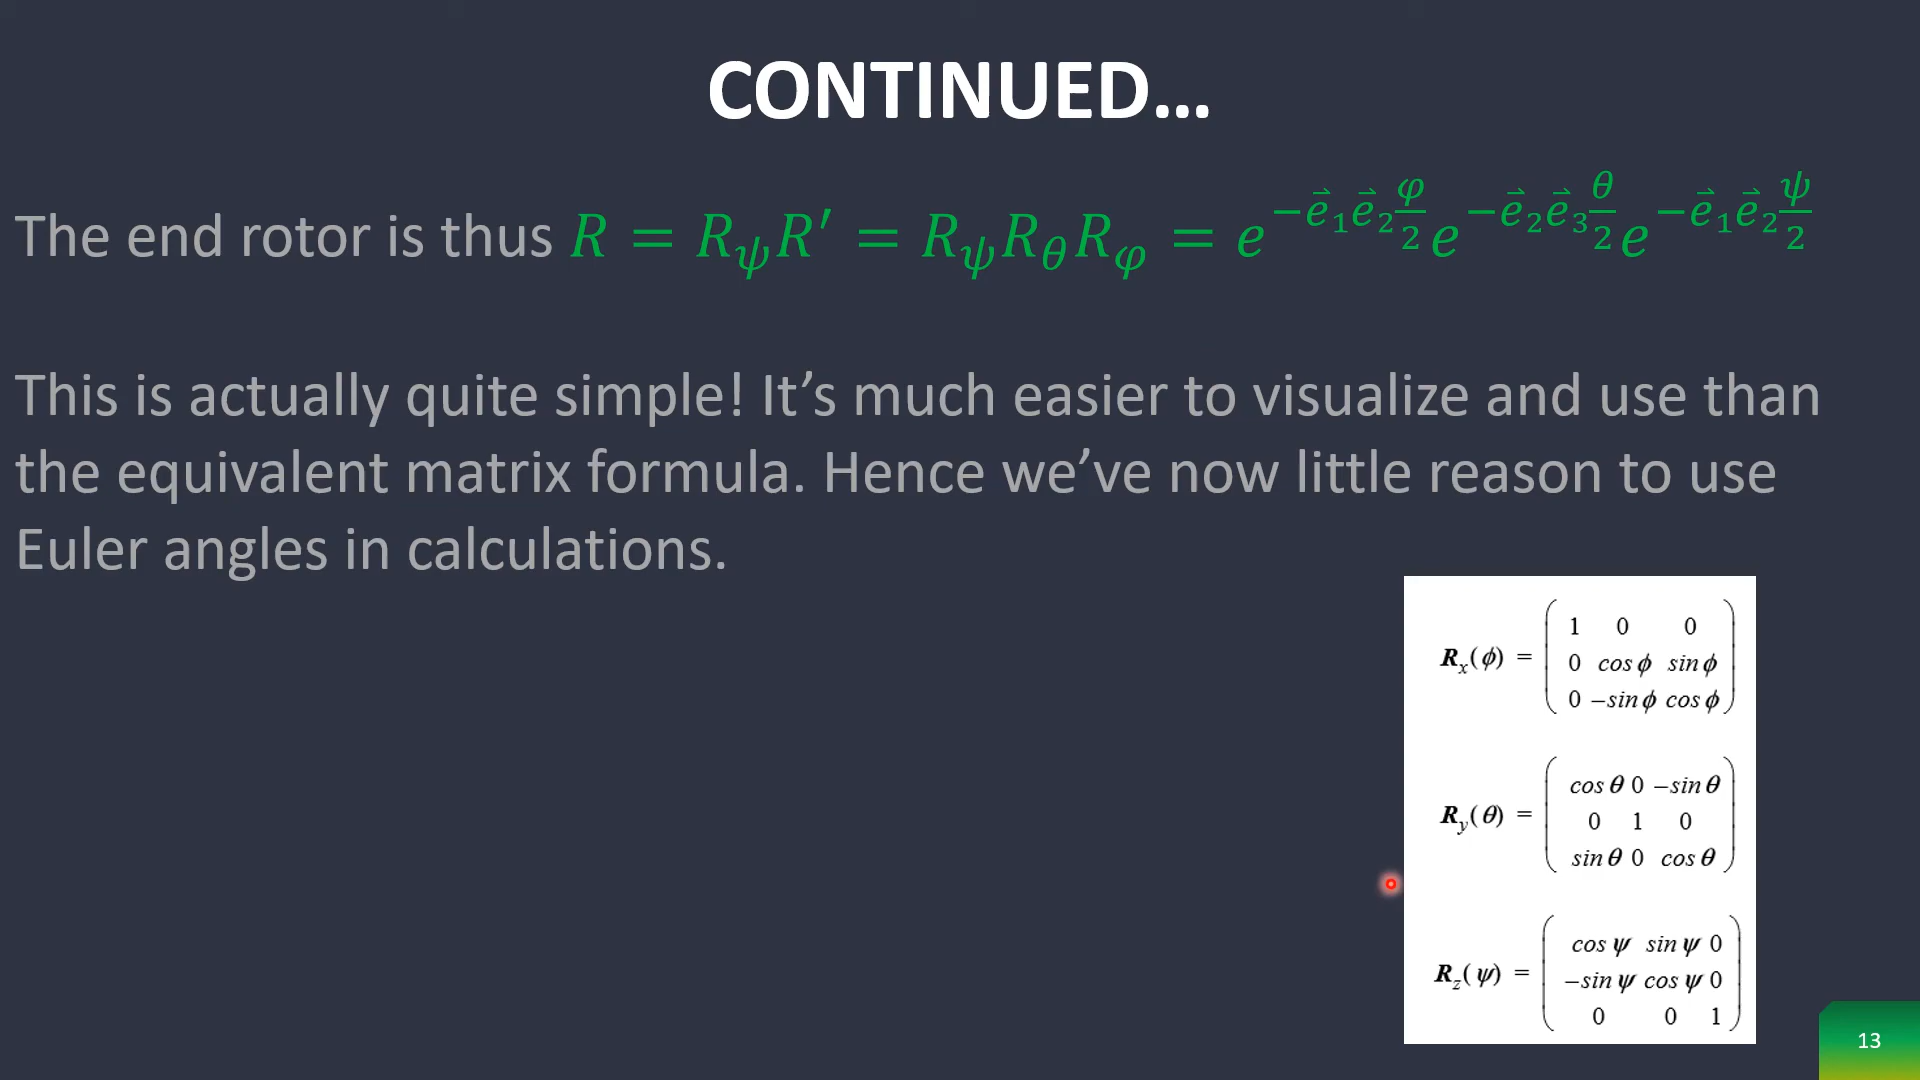 CONTINUED...
The end rotor is thus R = R_ψ R′ = R_ψ R_θ R_φ = e^{−e⃗₁e⃗₂ φ/2} e^{−e⃗₂e⃗₃ θ/2} e^{−e⃗₁e⃗₂ ψ/2}
This is actually quite simple! It’s much easier to visualize and use than
the equivalent matrix formula. Hence we’ve now little reason to use
Euler angles in calculations.
1 0 0
R_x(ϕ) = 0 cos ϕ sin ϕ
0 –sin ϕ cos ϕ
cos θ 0 –sin θ
R_y(θ) = 0 1 0
sin θ 0 cos θ
cos ψ sin ψ 0
R_z(ψ) = –sin ψ cos ψ 0
0 0 1
13